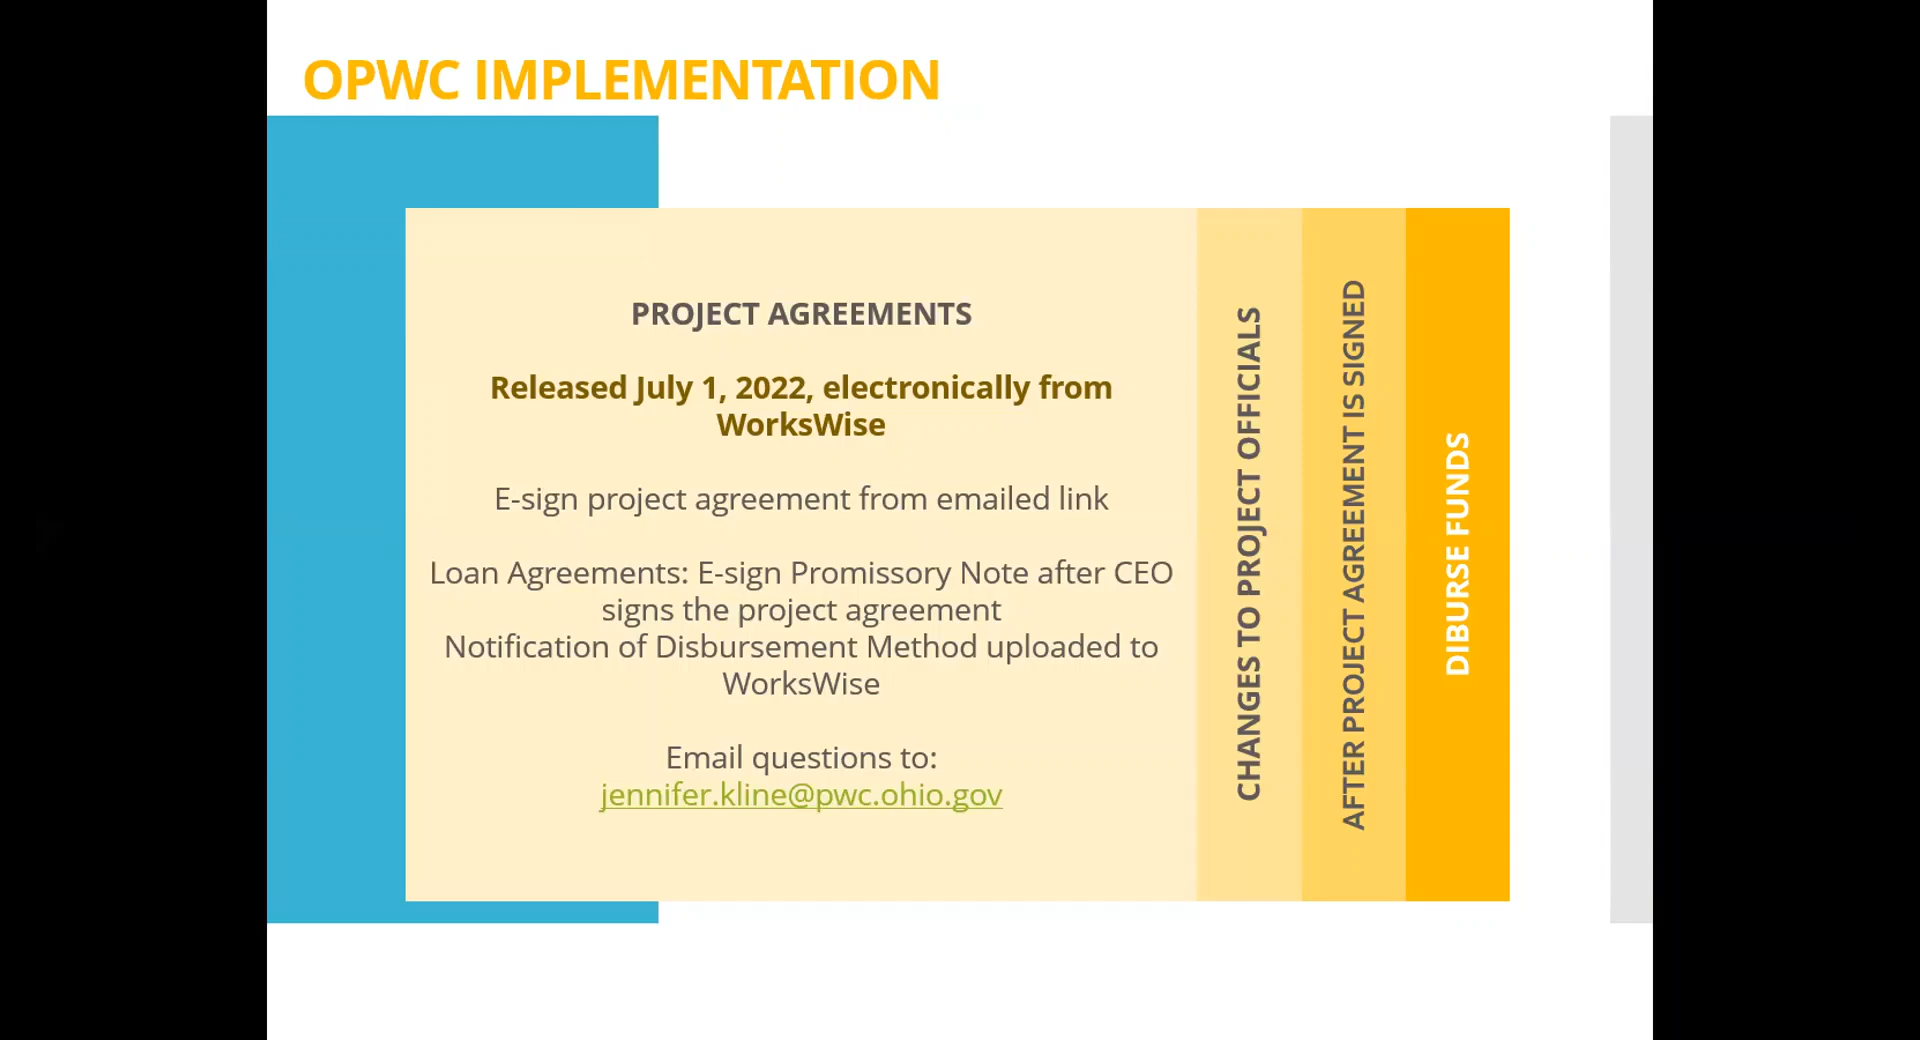 OPWC IMPLEMENTATION
PROJECT AGREEMENTS
Released July 1, 2022, electronically from
WorksWise
E-sign project agreement from emailed link
Loan Agreements: E-sign Promissory Note after CEO
signs the project agreement
Notification of Disbursement Method uploaded to
WorksWise
Email questions to:
jennifer.kline@pwc.ohio.gov
CHANGES TO PROJECT OFFICIALS
AFTER PROJECT AGREEMENT IS SIGNED
DIBURSE FUNDS